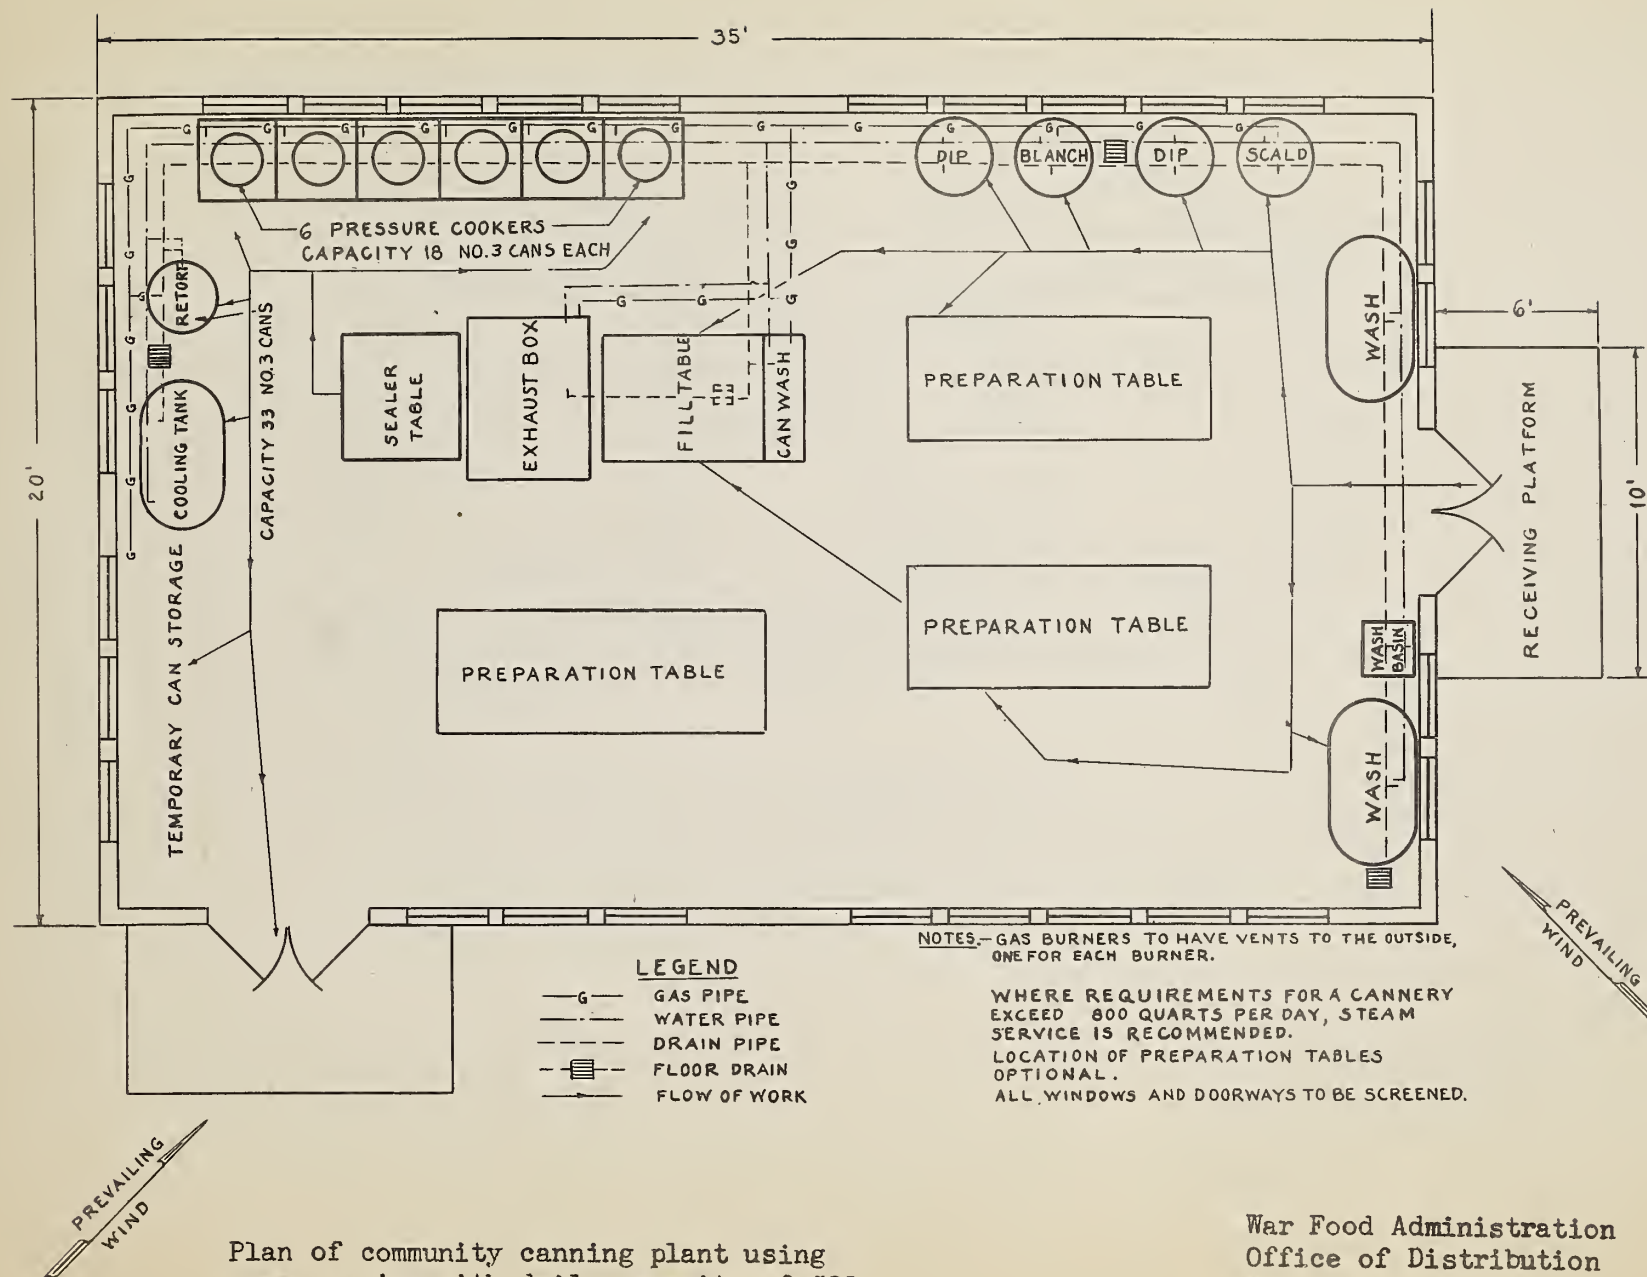 35'
20'
6 PRESSURE COOKERS
CAPACITY 18 NO.3 CANS EACH
DIP
BLANCH
DIP
SCALD
RETORT
CAPACITY 33 NO.3 CANS
COOLING TANK
TEMPORARY CAN STORAGE
SEALER
TABLE
EXHAUST BOX
FILL TABLE
CAN WASH
PREPARATION TABLE
PREPARATION TABLE
PREPARATION TABLE
WASH
WASH
BASIN
WASH
6'
10'
RECEIVING PLATFORM
G G G G G G G G G G G
G G G G G G
G G G G G
LEGEND
—G— GAS PIPE
WATER PIPE
DRAIN PIPE
FLOOR DRAIN
FLOW OF WORK
NOTES.— GAS BURNERS TO HAVE VENTS TO THE OUTSIDE,
ONE FOR EACH BURNER.
WHERE REQUIREMENTS FOR A CANNERY
EXCEED 800 QUARTS PER DAY, STEAM
SERVICE IS RECOMMENDED.
LOCATION OF PREPARATION TABLES
OPTIONAL.
ALL WINDOWS AND DOORWAYS TO BE SCREENED.
PREVAILING
WIND
PREVAILING
WIND
Plan of community canning plant using
War Food Administration
Office of Distribution